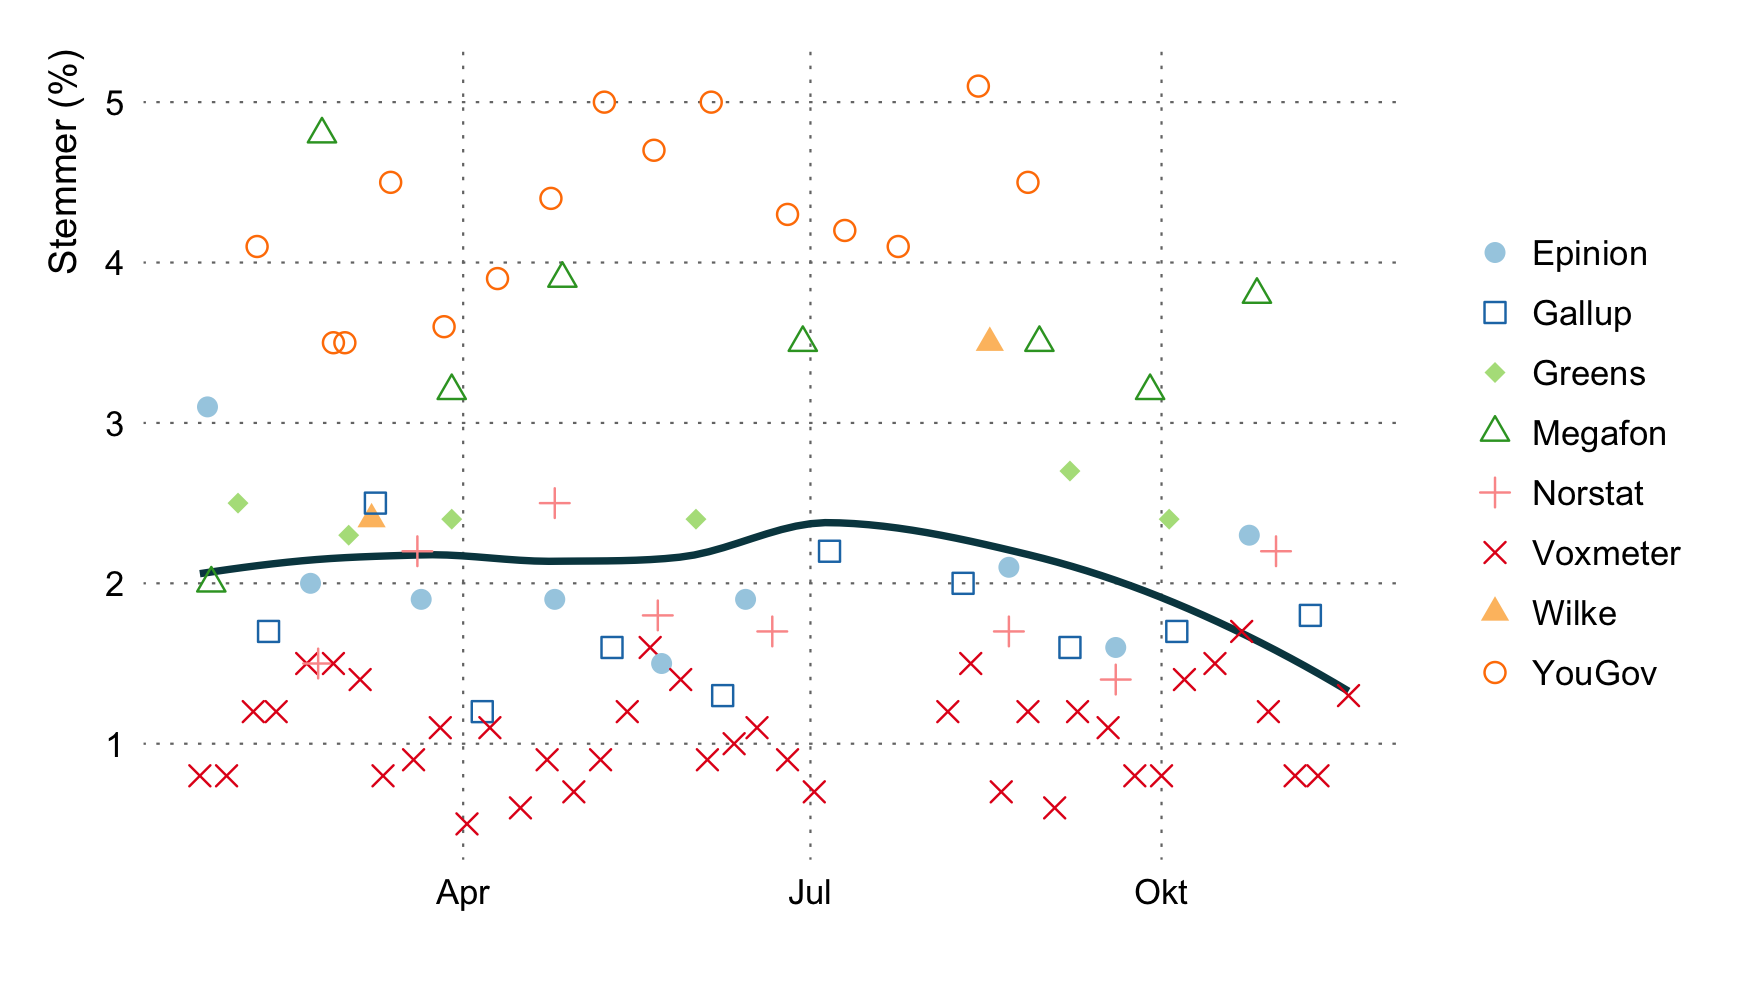 Stemmer (%)
5
4
3
2
1
Apr
Jul
Okt
Epinion
Gallup
Greens
Megafon
Norstat
Voxmeter
Wilke
YouGov